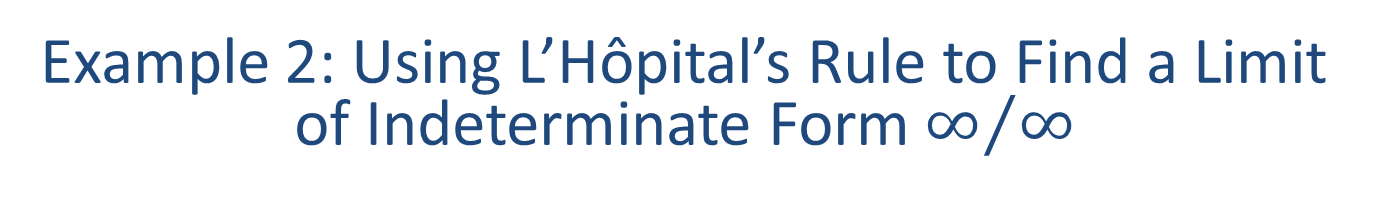 Example 2: Using L’Hôpital’s Rule to Find a Limit
of Indeterminate Form ∞/∞